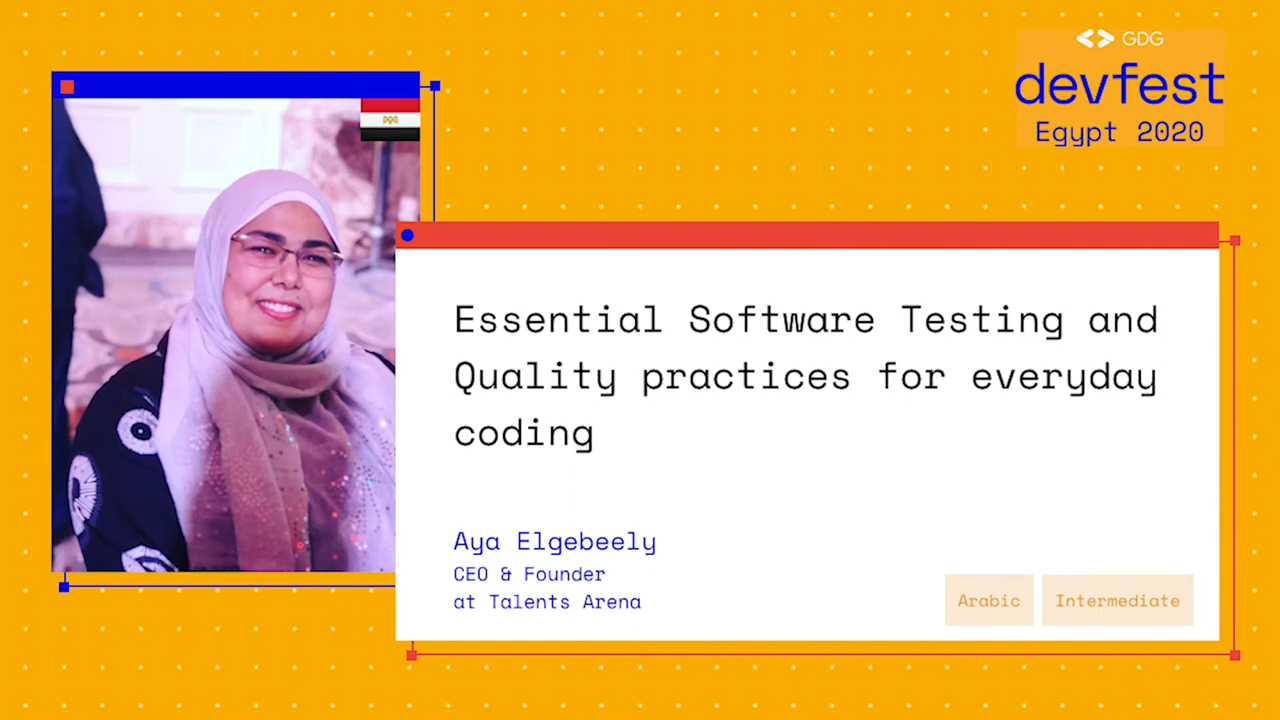 GDG
devfest
Egypt 2020
Essential Software Testing and
Quality practices for everyday
coding
Aya Elgebeely
CEO & Founder
at Talents Arena
Arabic
Intermediate